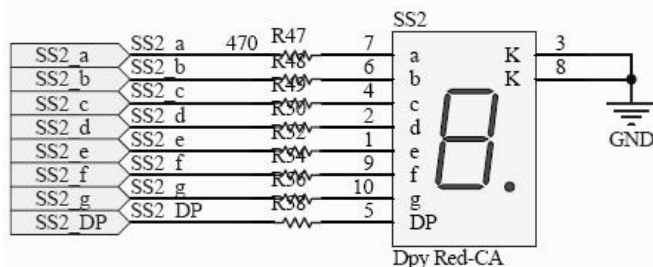 SS2
SS2_a SS2_a 470 R47 7 a K 3
SS2_b SS2_b R48 6 b K 8
SS2_c SS2_c R49 4 c
SS2_d SS2_d R50 2 d
SS2_e SS2_e R52 1 e
SS2_f SS2_f R54 9 f
SS2_g SS2_g R56 10 g
SS2_DP SS2_DP R58 5 DP
GND
Dpy Red-CA